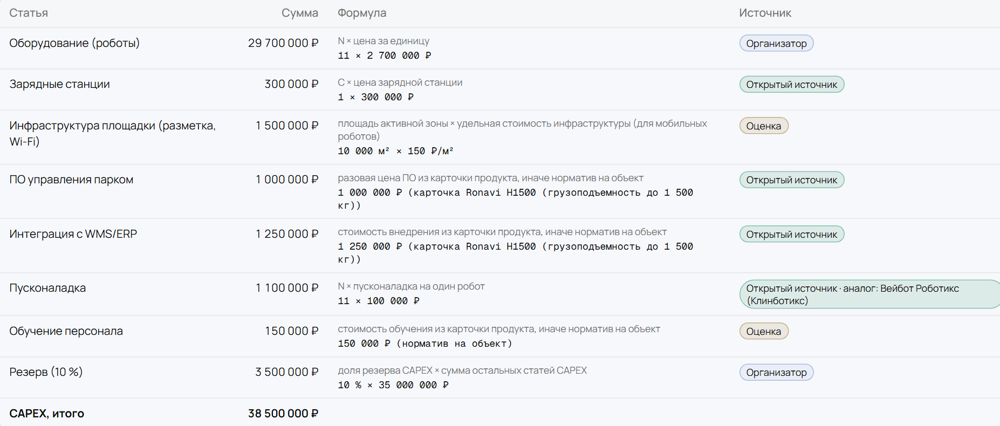 Статья Сумма Формула Источник
Оборудование (роботы) 29 700 000 ₽ N × цена за единицу Организатор
11 × 2 700 000 ₽
Зарядные станции 300 000 ₽ C × цена зарядной станции Открытый источник
1 × 300 000 ₽
Инфраструктура площадки (разметка, 1 500 000 ₽ площадь активной зоны × удельная стоимость инфраструктуры (для мобильных Оценка
Wi-Fi) роботов)
10 000 м² × 150 ₽/м²
ПО управления парком 1 000 000 ₽ разовая цена ПО из карточки продукта, иначе норматив на объект Открытый источник
1 000 000 ₽ (карточка Ronavi H1500 (грузоподъемность до 1 500
кг))
Интеграция с WMS/ERP 1 250 000 ₽ стоимость внедрения из карточки продукта, иначе норматив на объект Открытый источник
1 250 000 ₽ (карточка Ronavi H1500 (грузоподъемность до 1 500
кг))
Пусконаладка 1 100 000 ₽ N × пусконаладка на один робот Открытый источник · аналог: Вейбот Роботикс
11 × 100 000 ₽ (Клинботикс)
Обучение персонала 150 000 ₽ стоимость обучения из карточки продукта, иначе норматив на объект Оценка
150 000 ₽ (норматив на объект)
Резерв (10 %) 3 500 000 ₽ доля резерва CAPEX × сумма остальных статей CAPEX Организатор
10 % × 35 000 000 ₽
CAPEX, итого 38 500 000 ₽